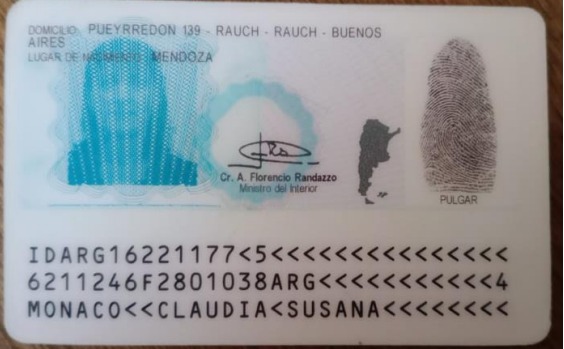 DOMICILIO: PUEYRREDON 139 - RAUCH - RAUCH - BUENOS
AIRES
LUGAR DE NACIMIENTO: MENDOZA
Cr. A. Florencio Randazzo
Ministro del Interior
PULGAR
IDARG16221177<5<<<<<<<<<<<<<<<
6211246F2801038ARG<<<<<<<<<<<4
MONACO<<CLAUDIA<SUSANA<<<<<<<<